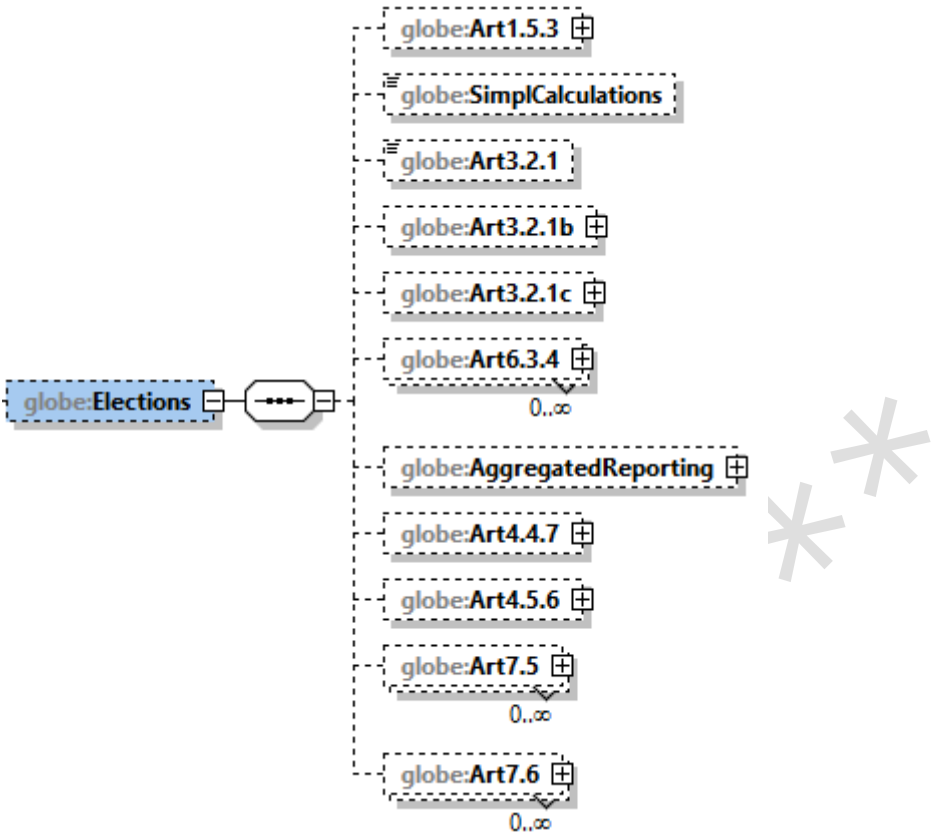 globe:Art1.5.3
globe:SimplCalculations
globe:Art3.2.1
globe:Art3.2.1b
globe:Art3.2.1c
globe:Art6.3.4
0..∞
globe:Elections
globe:AggregatedReporting
globe:Art4.4.7
globe:Art4.5.6
globe:Art7.5
0..∞
globe:Art7.6
0..∞